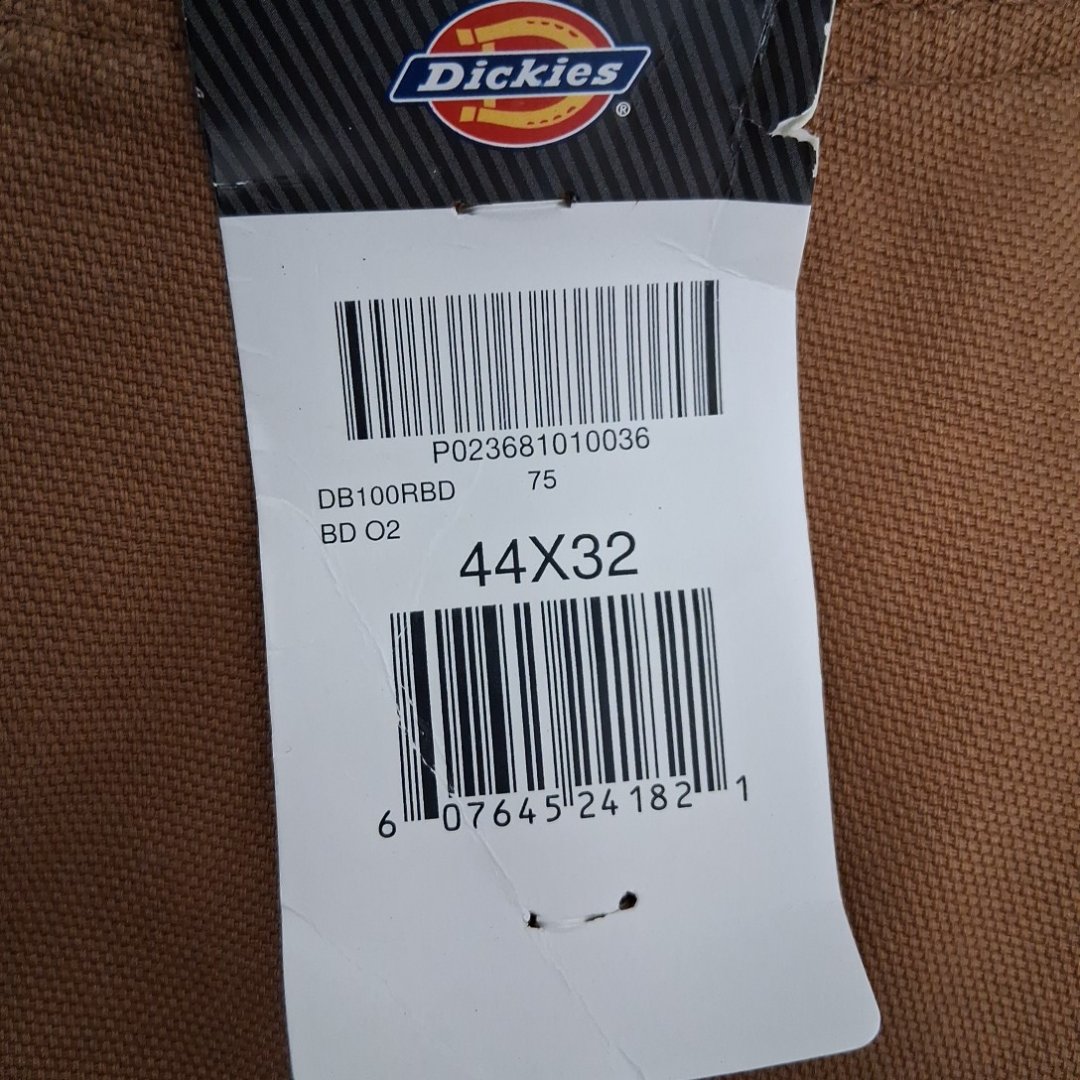 Dickies®
P023681010036
DB100RBD 75
BD O2
44X32
6 07645 24182 1